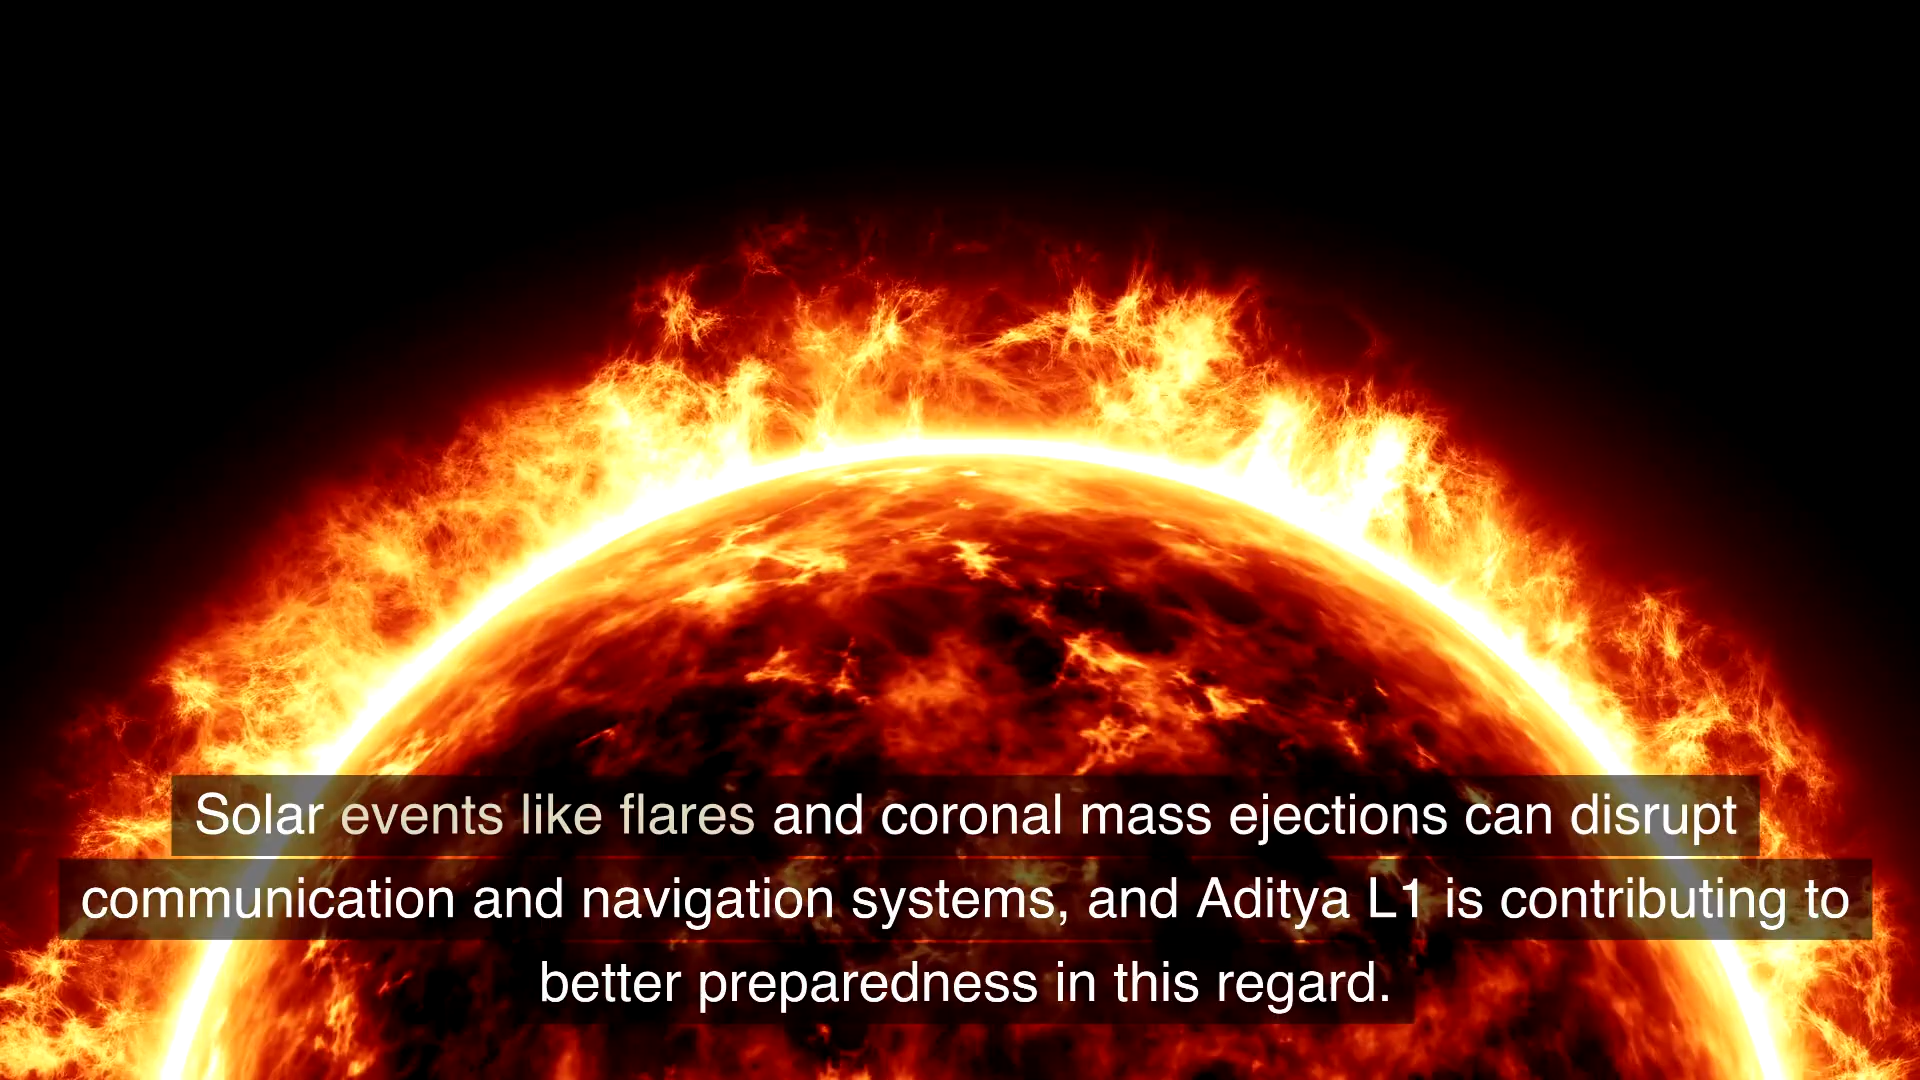 Solar events like flares and coronal mass ejections can disrupt
communication and navigation systems, and Aditya L1 is contributing to
better preparedness in this regard.